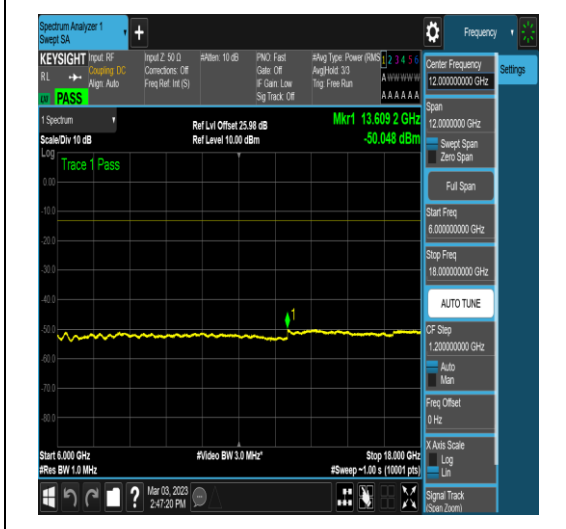 Spectrum Analyzer 1
Swept SA
+
Frequency
KEYSIGHT
RL
LXI
PASS
Input: RF
Coupling: DC
Align: Auto
Input Z: 50 Ω
Corrections: Off
Freq Ref: Int (S)
#Atten: 10 dB
PNO: Fast
Gate: Off
IF Gain: Low
Sig Track: Off
#Avg Type: Power (RMS
Avg|Hold: 3/3
Trig: Free Run
1 2 3 4 5 6
A W W W W W
A A A A A A
1 Spectrum
Scale/Div 10 dB
Log
Ref Lvl Offset 25.98 dB
Ref Level 10.00 dBm
Mkr1 13.609 2 GHz
-50.048 dBm
Trace 1 Pass
0.00
-10.0
-20.0
-30.0
-40.0
-50.0
-60.0
-70.0
-80.0
1
Start 6.000 GHz
#Res BW 1.0 MHz
#Video BW 3.0 MHz*
Stop 18.000 GHz
#Sweep ~1.00 s (10001 pts)
Mar 03, 2023
2:47:20 PM
?
Center Frequency
12.000000000 GHz
Span
12.0000000 GHz
Swept Span
Zero Span
Full Span
Start Freq
6.000000000 GHz
Stop Freq
18.000000000 GHz
AUTO TUNE
CF Step
1.200000000 GHz
Auto
Man
Freq Offset
0 Hz
X Axis Scale
Log
Lin
Signal Track
(Span Zoom)
Settings